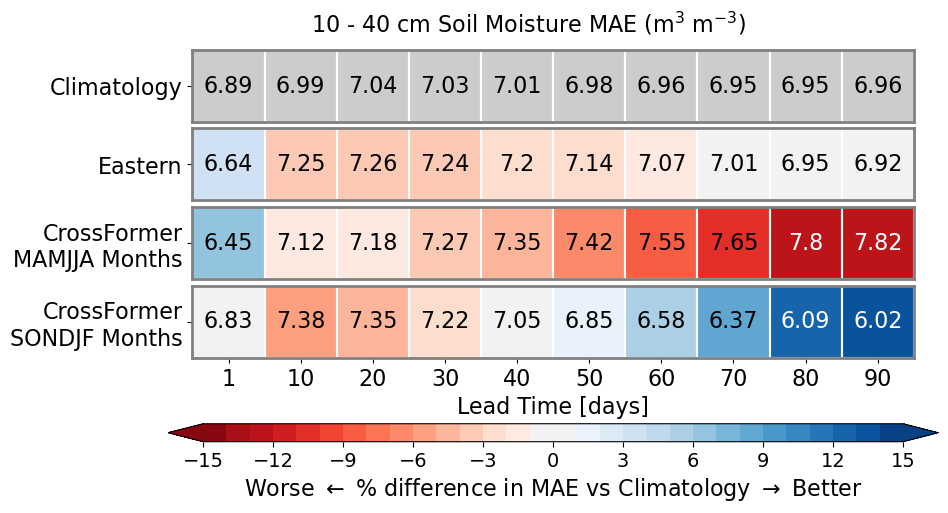 10 - 40 cm Soil Moisture MAE (m³ m⁻³)
Climatology 6.89 6.99 7.04 7.03 7.01 6.98 6.96 6.95 6.95 6.96
Eastern 6.64 7.25 7.26 7.24 7.2 7.14 7.07 7.01 6.95 6.92
CrossFormer
MAMJJA Months 6.45 7.12 7.18 7.27 7.35 7.42 7.55 7.65 7.8 7.82
CrossFormer
SONDJF Months 6.83 7.38 7.35 7.22 7.05 6.85 6.58 6.37 6.09 6.02
1 10 20 30 40 50 60 70 80 90
Lead Time [days]
−15 −12 −9 −6 −3 0 3 6 9 12 15
Worse ← % difference in MAE vs Climatology → Better